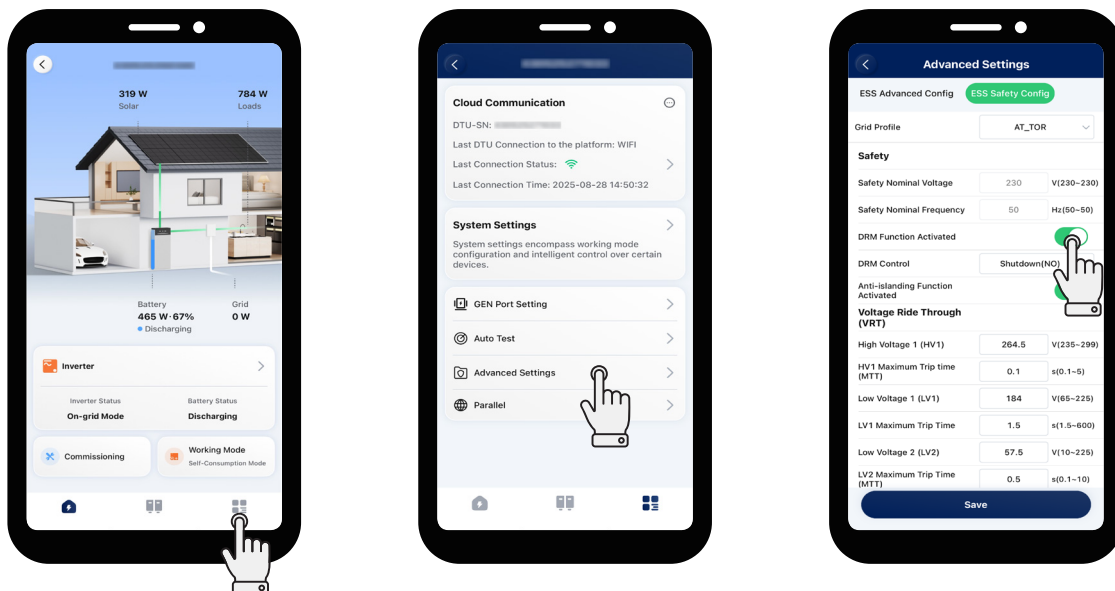 319 W
Solar
784 W
Loads
Battery
465 W·67%
Discharging
Grid
0 W
Inverter
Inverter Status
On-grid Mode
Battery Status
Discharging
Commissioning
Working Mode
Self-Consumption Mode
Cloud Communication
DTU-SN:
Last DTU Connection to the platform: WIFI
Last Connection Status:
Last Connection Time: 2025-08-28 14:50:32
System Settings
System settings encompass working mode
configuration and intelligent control over certain
devices.
GEN Port Setting
Auto Test
Advanced Settings
Parallel
Advanced Settings
ESS Advanced Config
ESS Safety Config
Grid Profile
AT_TOR
Safety
Safety Nominal Voltage 230 V(230~230)
Safety Nominal Frequency 50 Hz(50~50)
DRM Function Activated
DRM Control Shutdown(NO)
Anti-islanding Function
Activated
Voltage Ride Through
(VRT)
High Voltage 1 (HV1) 264.5 V(235~299)
HV1 Maximum Trip time
(MTT) 0.1 s(0.1~5)
Low Voltage 1 (LV1) 184 V(65~225)
LV1 Maximum Trip Time 1.5 s(1.5~600)
Low Voltage 2 (LV2) 57.5 V(10~225)
LV2 Maximum Trip Time
(MTT) 0.5 s(0.1~10)
Save